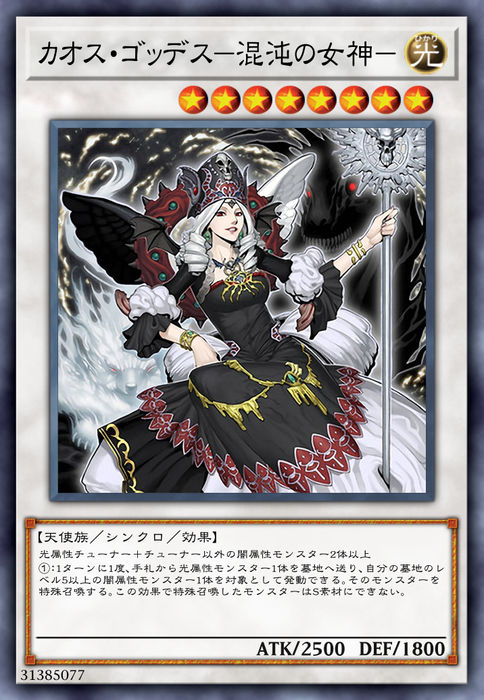 カオス・ゴッデス－混沌の女神－
ひかり
光
【天使族／シンクロ／効果】
光属性チューナー＋チューナー以外の闇属性モンスター2体以上
①：1ターンに1度、手札から光属性モンスター1体を墓地へ送り、自分の墓地のレ
ベル5以上の闇属性モンスター1体を対象として発動できる。そのモンスターを
特殊召喚する。この効果で特殊召喚したモンスターはS素材にできない。
ATK/2500 DEF/1800
31385077